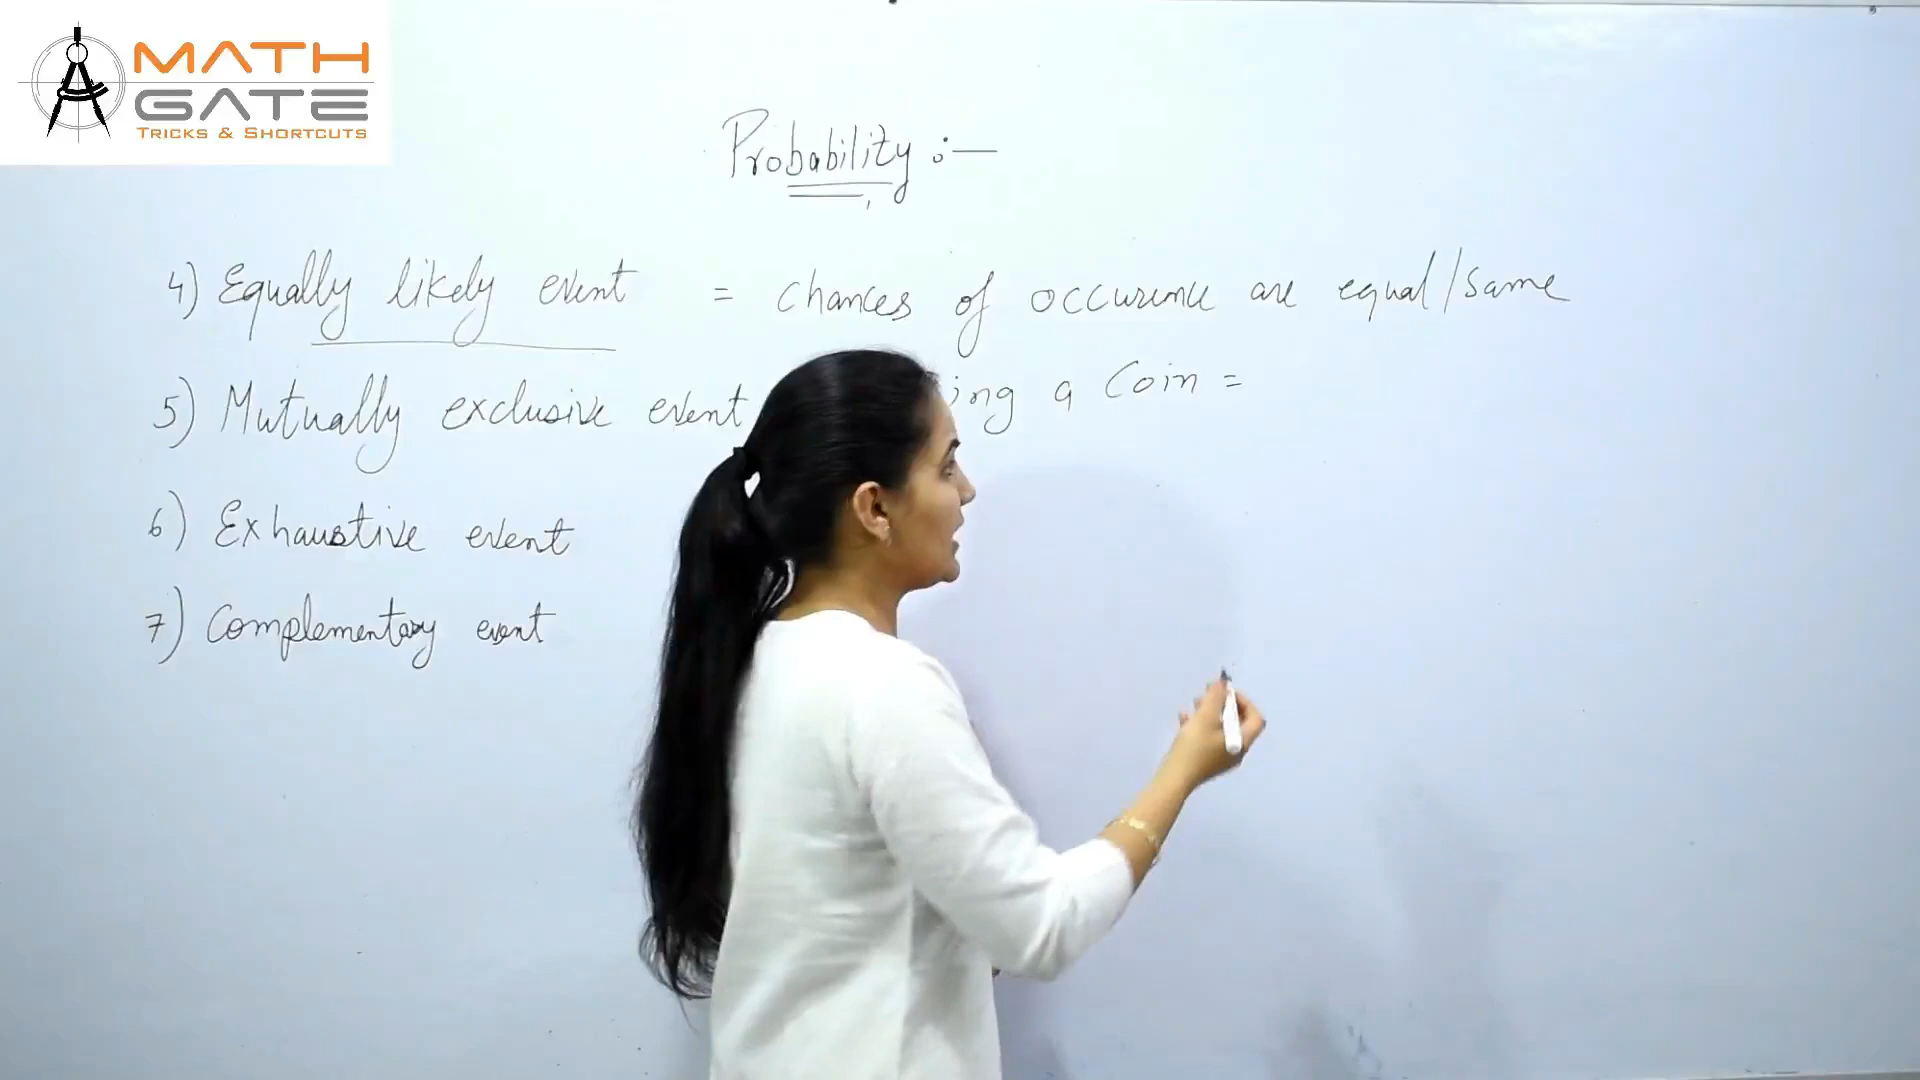 MATH
GATE
TRICKS & SHORTCUTS
Probability :-
4) Equally likely event = chances of occurence are equal/same
5) Mutually exclusive event a Coin =
6) Exhaustive event
7) Complementary event